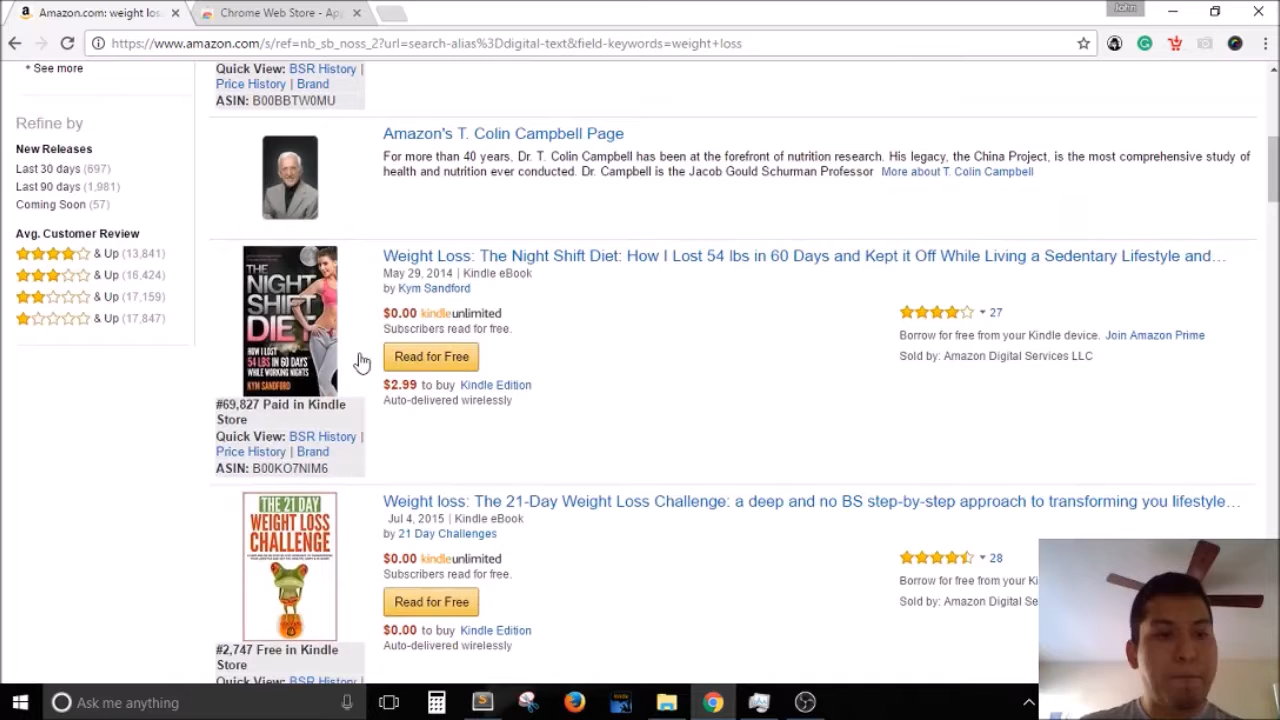 Amazon.com: weight los
Chrome Web Store - Ap
John
https://www.amazon.com/s/ref=nb_sb_noss_2?url=search-alias%3Ddigital-text&field-keywords=weight+loss
* See more
Quick View: BSR History |
Price History | Brand
ASIN: B00BBTW0MU
Refine by
New Releases
Last 30 days (697)
Last 90 days (1,981)
Coming Soon (57)
Avg. Customer Review
& Up (13,841)
& Up (16,424)
& Up (17,159)
& Up (17,847)
Amazon's T. Colin Campbell Page
For more than 40 years, Dr. T. Colin Campbell has been at the forefront of nutrition research. His legacy, the China Project, is the most comprehensive study of
health and nutrition ever conducted. Dr. Campbell is the Jacob Gould Schurman Professor More about T. Colin Campbell
THE
NIGHT
SHIFT
DIET
HOW I LOST
54 LBS IN 60 DAYS
WHILE WORKING NIGHTS
KYM SANDFORD
Weight Loss: The Night Shift Diet: How I Lost 54 lbs in 60 Days and Kept it Off While Living a Sedentary Lifestyle and...
May 29, 2014 | Kindle eBook
by Kym Sandford
$0.00 kindleunlimited
Subscribers read for free.
Read for Free
$2.99 to buy Kindle Edition
Auto-delivered wirelessly
27
Borrow for free from your Kindle device. Join Amazon Prime
Sold by: Amazon Digital Services LLC
#69,827 Paid in Kindle
Store
Quick View: BSR History |
Price History | Brand
ASIN: B00KO7NIM6
THE 21 DAY
WEIGHT LOSS
CHALLENGE
Weight loss: The 21-Day Weight Loss Challenge: a deep and no BS step-by-step approach to transforming you lifestyle...
Jul 4, 2015 | Kindle eBook
by 21 Day Challenges
$0.00 kindleunlimited
Subscribers read for free.
Read for Free
$0.00 to buy Kindle Edition
Auto-delivered wirelessly
28
Borrow for free from your Ki
Sold by: Amazon Digital Se
#2,747 Free in Kindle
Store
Quick View: BSR History |
Ask me anything